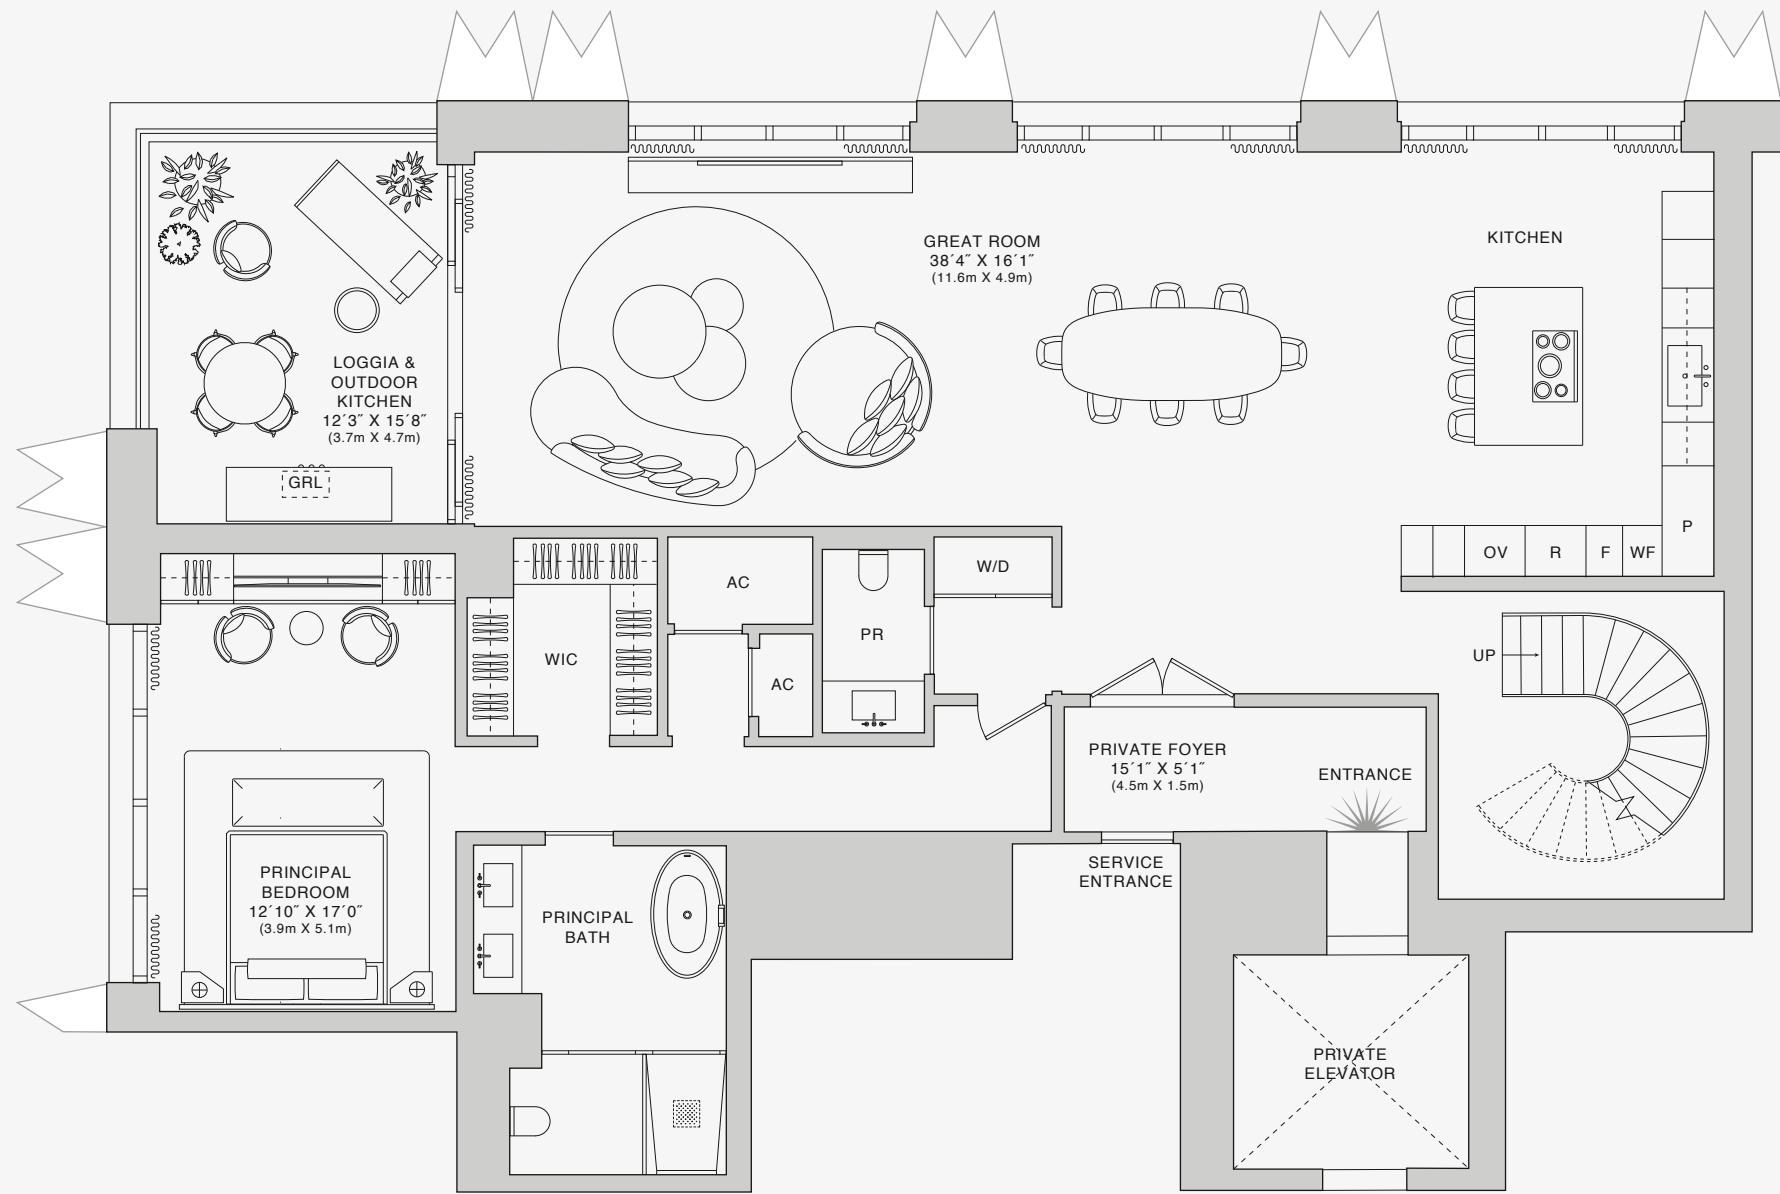 GREAT ROOM
38´4˝ X 16´1˝
(11.6m X 4.9m)
KITCHEN
LOGGIA &
OUTDOOR
KITCHEN
12´3˝ X 15´8˝
(3.7m X 4.7m)
GRL
P
OV
R
F
WF
W/D
AC
PR
WIC
AC
UP
PRIVATE FOYER
15´1˝ X 5´1˝
(4.5m X 1.5m)
ENTRANCE
SERVICE
ENTRANCE
PRINCIPAL
BEDROOM
12´10˝ X 17´0˝
(3.9m X 5.1m)
PRINCIPAL
BATH
PRIVATE
ELEVATOR